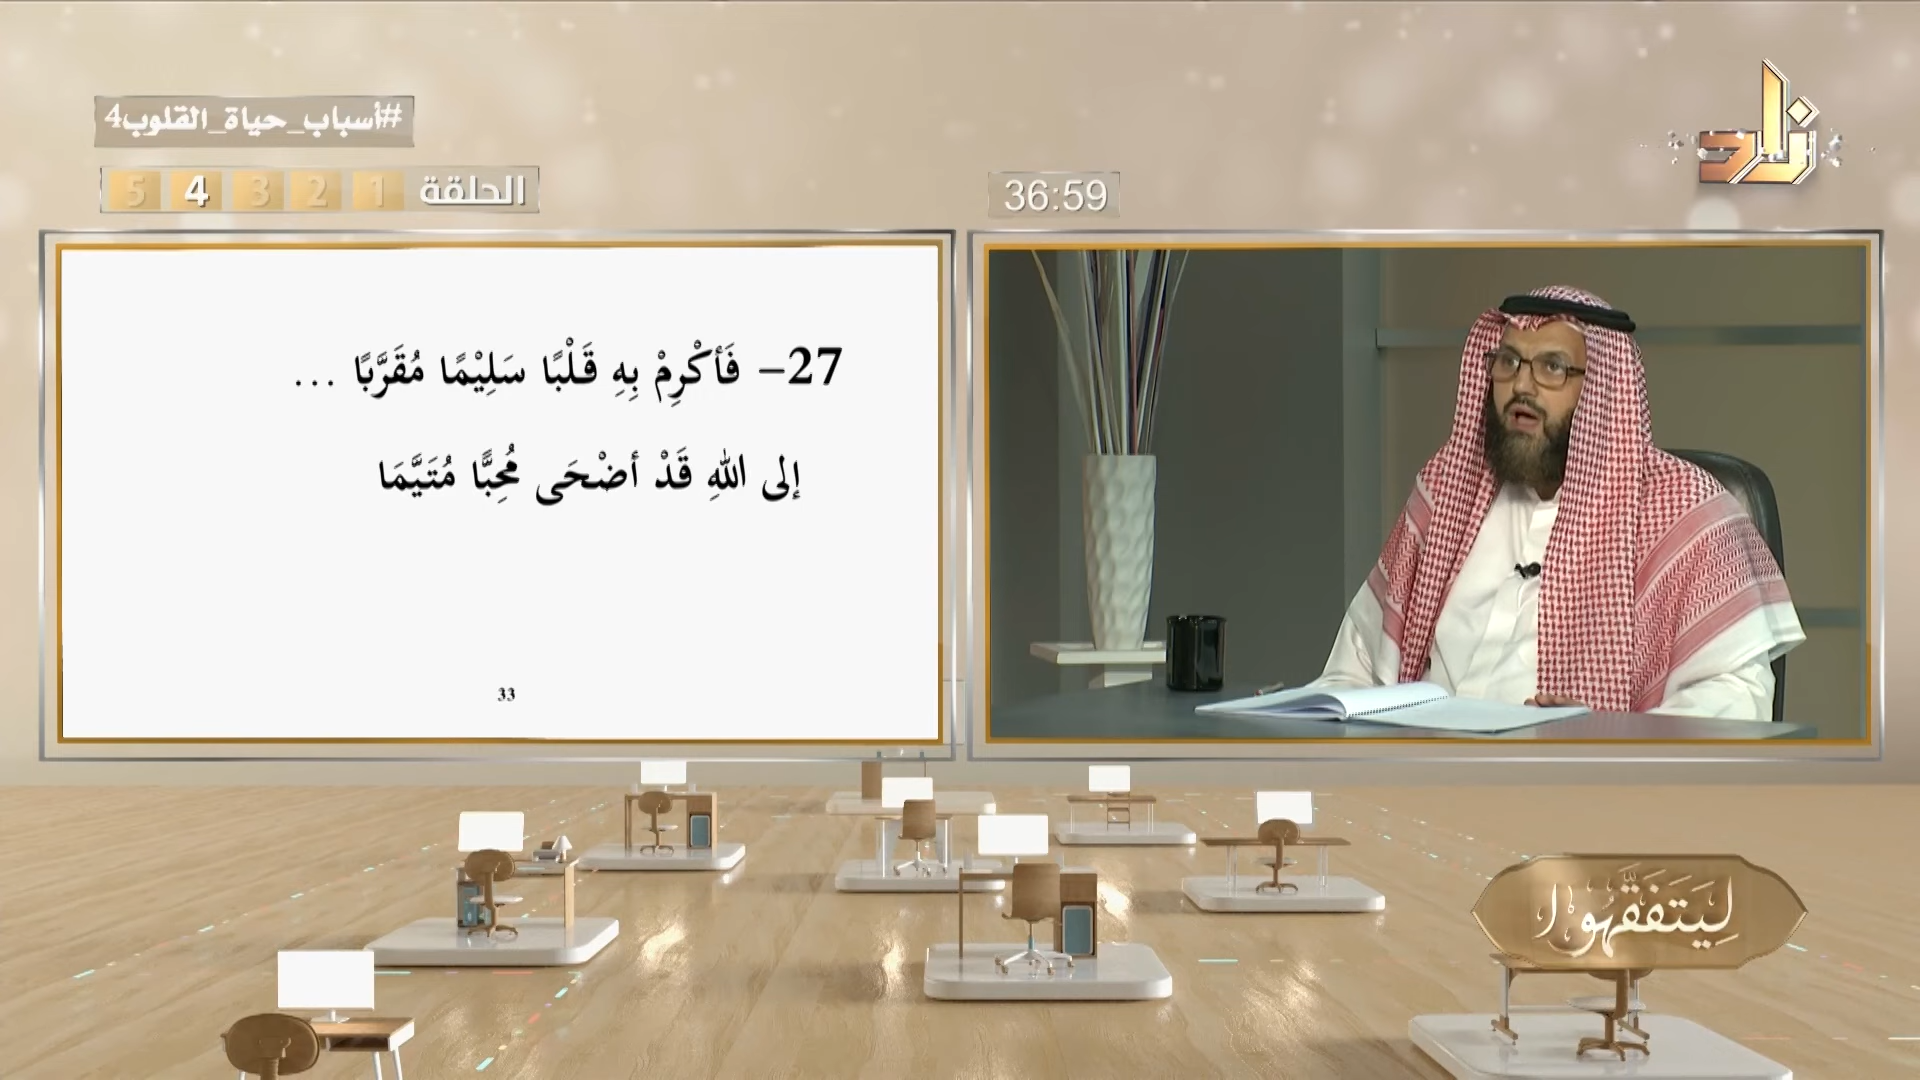 #أسباب_حياة_القلوب4
زاد
الحلقة 1 2 3 4 5
36:59
27- فَأَكْرِمْ بِهِ قَلْبًا سَلِيْمًا مُقَرَّبًا ...
إلى اللهِ قَدْ أضْحَى مُحِبًّا مُتَيَّمَا
33
لِيَتَفَقَّهُوا